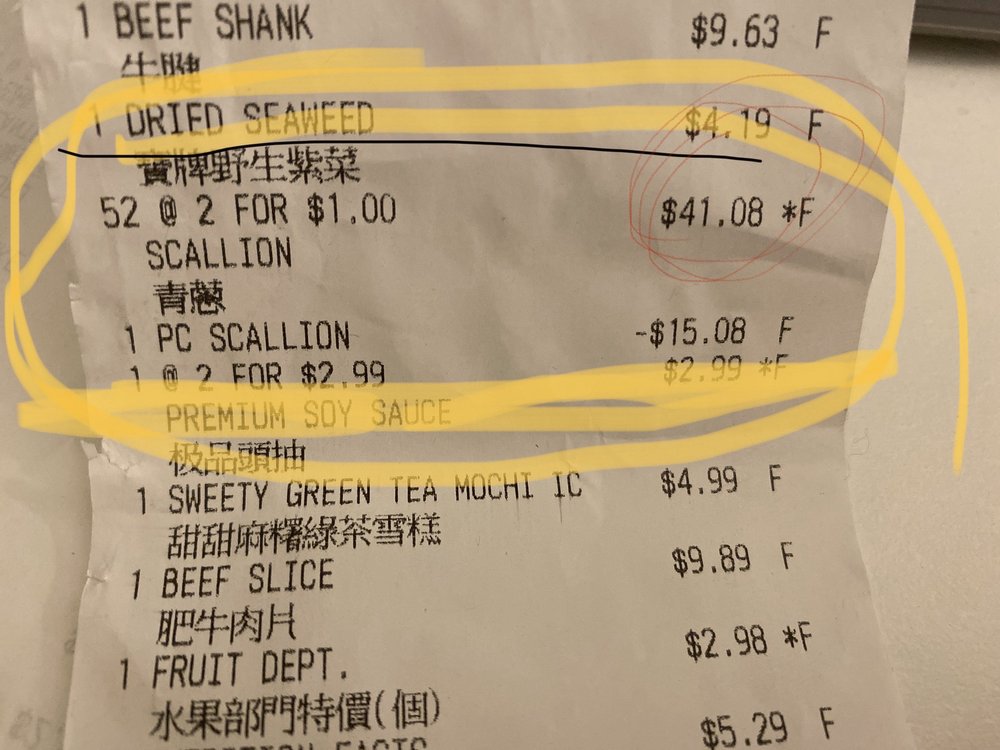 1 BEEF SHANK $9.63 F
牛腱
1 DRIED SEAWEED $4.19 F
寶牌野生紫菜
52 @ 2 FOR $1.00 $41.08 *F
SCALLION
青蔥
1 PC SCALLION -$15.08 F
1 @ 2 FOR $2.99 $2.99 *F
PREMIUM SOY SAUCE
极品頭抽
1 SWEETY GREEN TEA MOCHI IC $4.99 F
甜甜麻糬綠茶雪糕
1 BEEF SLICE $9.89 F
肥牛肉片
1 FRUIT DEPT. $2.98 *F
水果部門特價(個)
$5.29 F